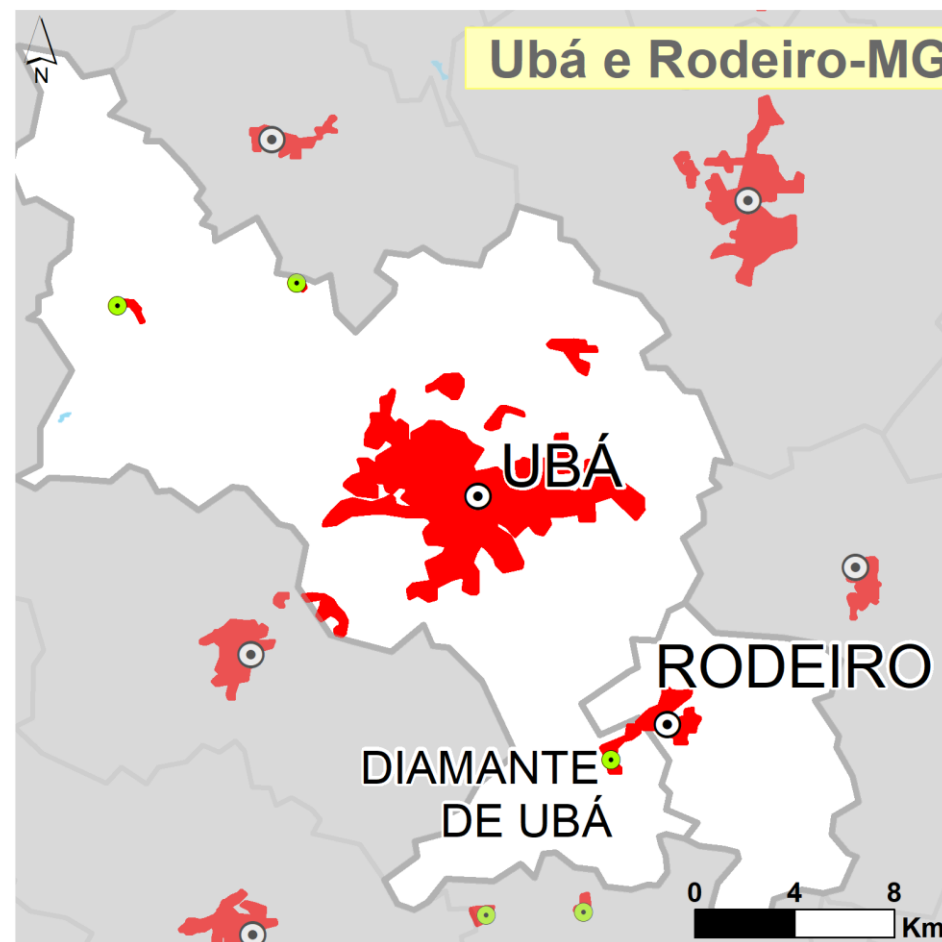 Ubá e Rodeiro-MG
N
UBÁ
RODEIRO
DIAMANTE
DE UBÁ
0 4 8
Km